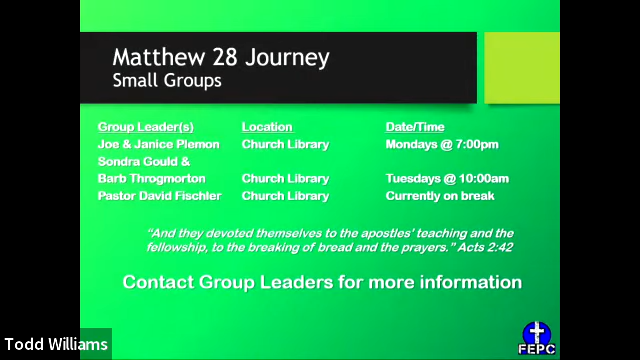 Matthew 28 Journey
Small Groups
Group Leader(s) Location Date/Time
Joe & Janice Plemon Church Library Mondays @ 7:00pm
Sondra Gould &
Barb Throgmorton Church Library Tuesdays @ 10:00am
Pastor David Fischler Church Library Currently on break
“And they devoted themselves to the apostles’ teaching and the
fellowship, to the breaking of bread and the prayers.” Acts 2:42
Contact Group Leaders for more information
FEPC
Todd Williams